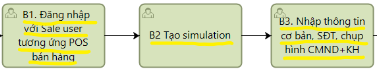 B1. Đăng nhập
với Sale user
tương ứng POS
bán hàng
B2 Tạo simulation
B3. Nhập thông tin
cơ bản, SĐT, chụp
hình CMND+KH